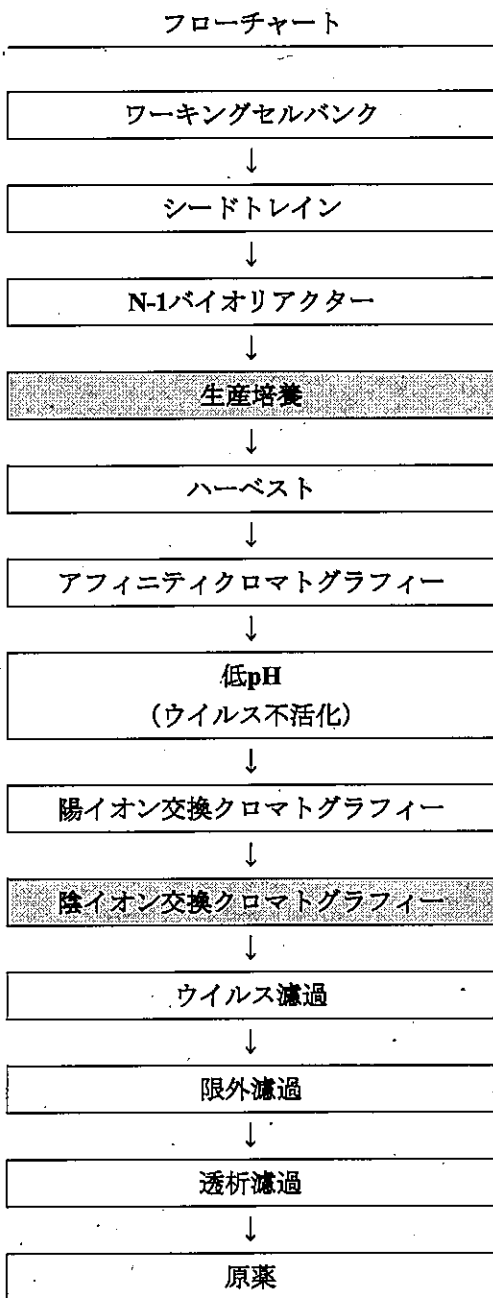 フローチャート
ワーキングセルバンク
↓
シードトレイン
↓
N-1バイオリアクター
↓
生産培養
↓
ハーベスト
↓
アフィニティクロマトグラフィー
↓
低pH
(ウイルス不活化)
↓
陽イオン交換クロマトグラフィー
↓
陰イオン交換クロマトグラフィー
↓
ウイルス濾過
↓
限外濾過
↓
透析濾過
↓
原薬